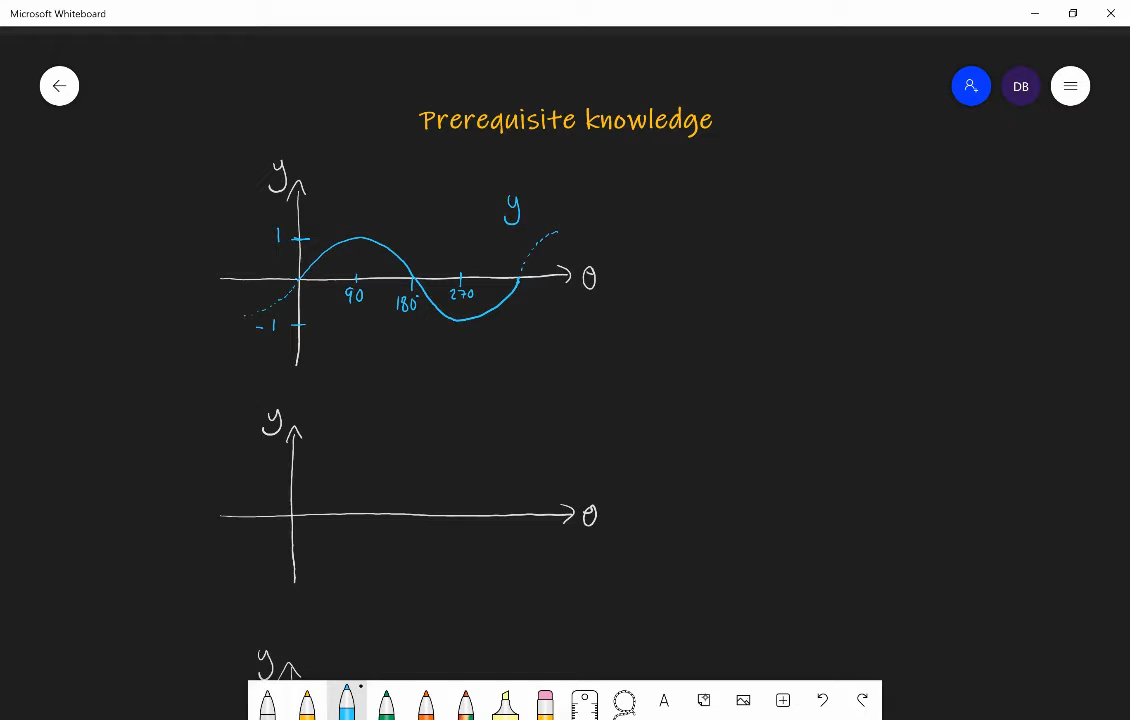 Microsoft Whiteboard
DB
Prerequisite knowledge
y
y
1
θ
90
180°
270
-1
y
θ
y
A